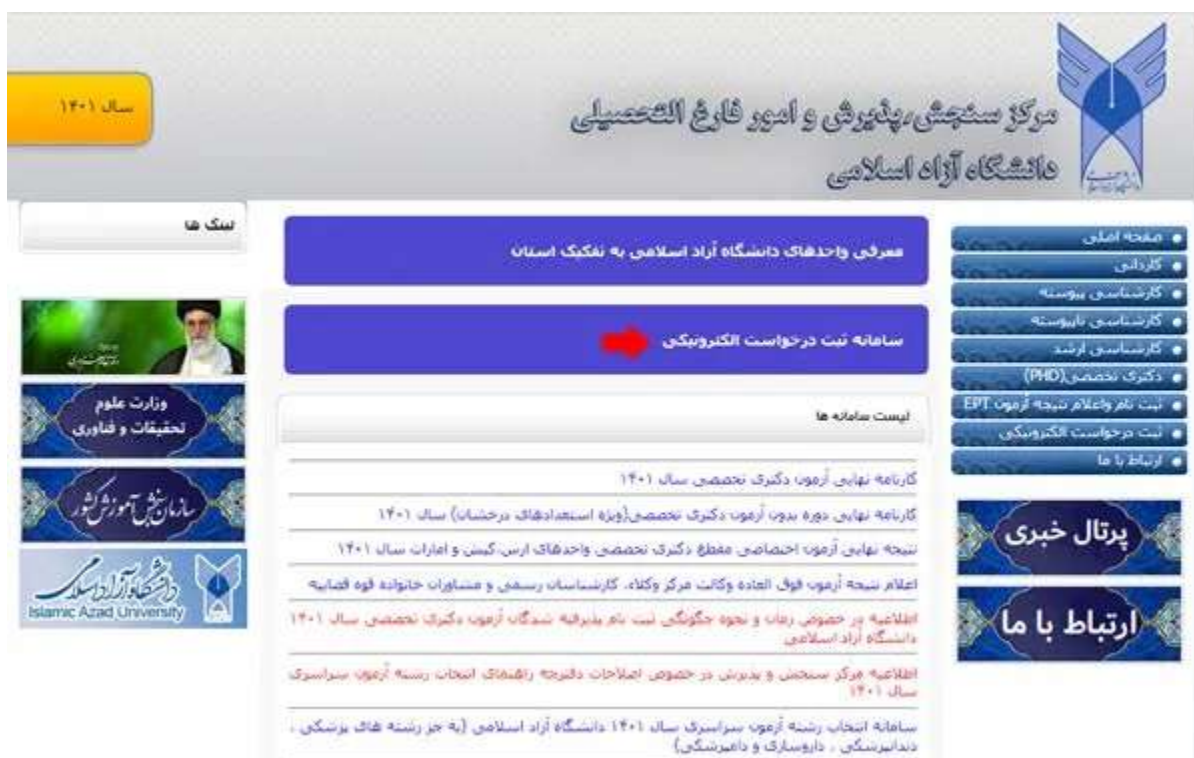 مرکز سنجش،پذیرش و امور فارغ التحصیلی
دانشگاه آزاد اسلامی
سال ۱۴۰۱
صفحه اصلی
کاردانی
کارشناسی پیوسته
کارشناسی ناپیوسته
کارشناسی ارشد
دکتری تخصصی(PHD)
ثبت نام واعلام نتیجه آزمون EPT
ثبت درخواست الکترونیکی
ارتباط با ما
پرتال خبری
ارتباط با ما
معرفی واحدهای دانشگاه آزاد اسلامی به تفکیک استان
سامانه ثبت درخواست الکترونیکی
لیست سامانه ها
کارنامه نهایی آزمون دکتری تخصصی سال ۱۴۰۱
کارنامه نهایی دوره بدون آزمون دکتری تخصصی(ویژه استعدادهای درخشان) سال ۱۴۰۱
نتیجه نهایی آزمون اختصاصی مقطع دکتری تخصصی واحدهای ارس، کیش و امارات سال ۱۴۰۱
اعلام نتیجه آزمون فوق العاده وکالت مرکز وکلاء، کارشناسان رسمی و مشاوران خانواده قوه قضاییه
اطلاعیه در خصوص زمان و نحوه چگونگی ثبت نام پذیرفته شدگان آزمون دکتری تخصصی سال ۱۴۰۱
دانشگاه آزاد اسلامی
اطلاعیه مرکز سنجش و پذیرش در خصوص اصلاحات دفترچه راهنمای انتخاب رشته آزمون سراسری
سال ۱۴۰۱
سامانه انتخاب رشته آزمون سراسری سال ۱۴۰۱ دانشگاه آزاد اسلامی (به جز رشته های پزشکی ،
دندانپزشکی ، داروسازی و دامپزشکی)
لینک ها
وزارت علوم
تحقیقات و فناوری
سازمان سنجش آموزش کشور
دانشگاه آزاد اسلامی
Islamic Azad University